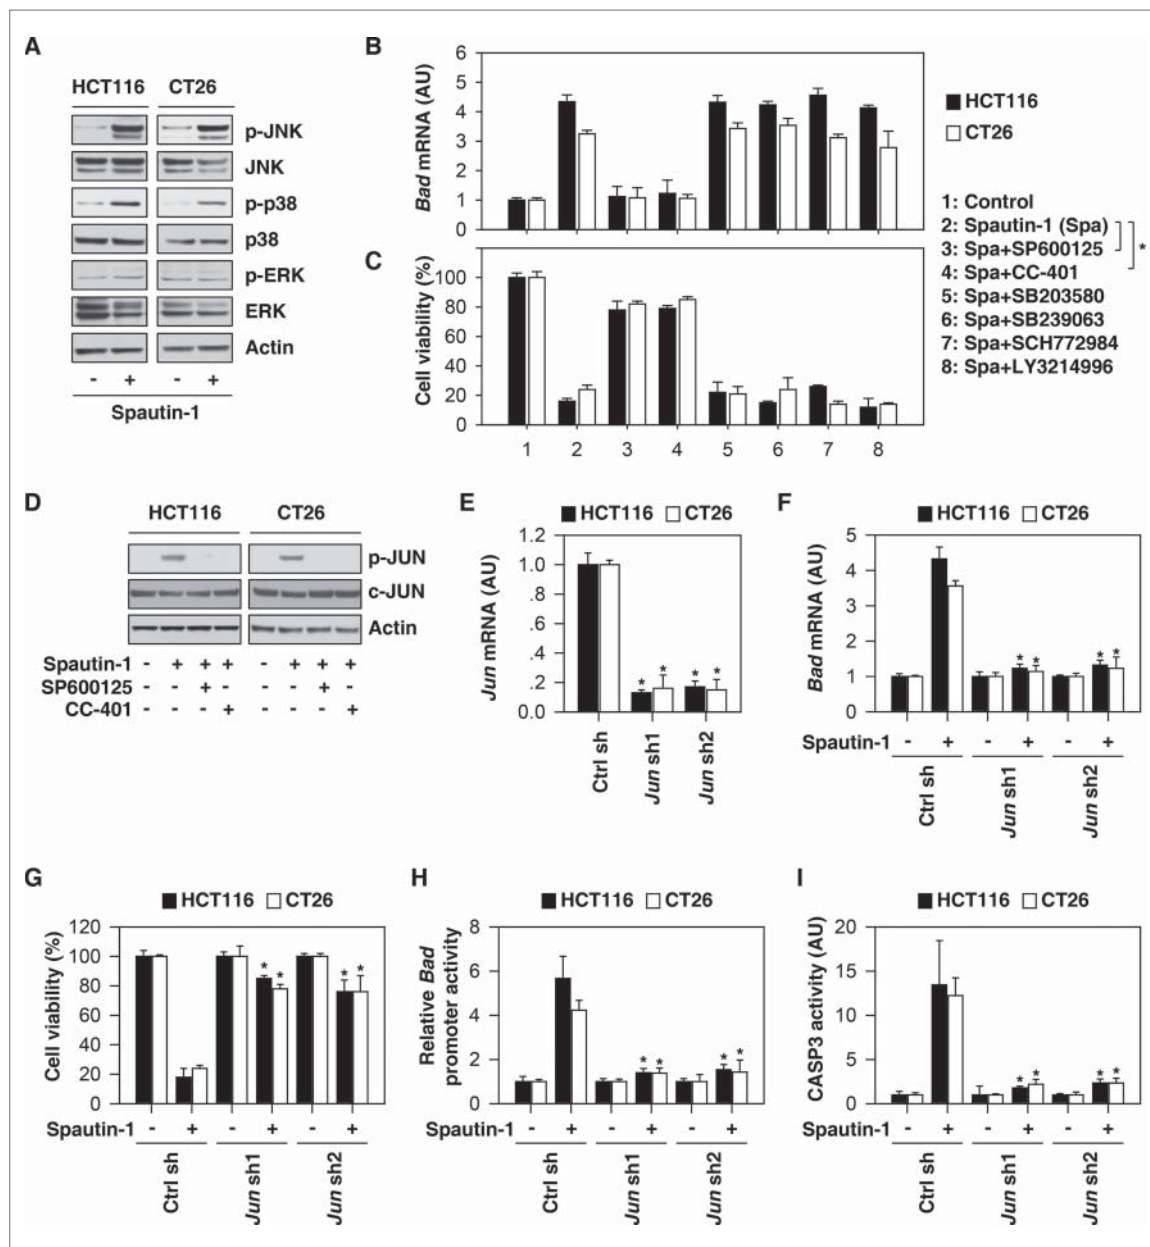 A
HCT116 CT26
p-JNK
JNK
p-p38
p38
p-ERK
ERK
Actin
- + - +
Spautin-1
B
Bad mRNA (AU)
6
5
4
3
2
1
0
HCT116
CT26
C
Cell viability (%)
100
80
60
40
20
0
1 2 3 4 5 6 7 8
1: Control
2: Spautin-1 (Spa)
3: Spa+SP600125
4: Spa+CC-401
5: Spa+SB203580
6: Spa+SB239063
7: Spa+SCH772984
8: Spa+LY3214996
*
D
HCT116 CT26
p-JUN
c-JUN
Actin
Spautin-1 - + + + - + + +
SP600125 - - + - - - + -
CC-401 - - - + - - - +
E
HCT116 CT26
Jun mRNA (AU)
1.2
1.0
.8
.6
.4
.2
0.0
* * * *
Ctrl sh
Jun sh1
Jun sh2
F
HCT116 CT26
Bad mRNA (AU)
5
4
3
2
1
0
* * * *
Spautin-1 - + - + - +
Ctrl sh
Jun sh1
Jun sh2
G
HCT116 CT26
Cell viability (%)
120
100
80
60
40
20
0
* * * *
Spautin-1 - + - + - +
Ctrl sh
Jun sh1
Jun sh2
H
HCT116 CT26
Relative Bad
promoter activity
8
6
4
2
0
* * * *
Spautin-1 - + - + - +
Ctrl sh
Jun sh1
Jun sh2
I
HCT116 CT26
CASP3 activity (AU)
20
15
10
5
0
* * * *
Spautin-1 - + - + - +
Ctrl sh
Jun sh1
Jun sh2